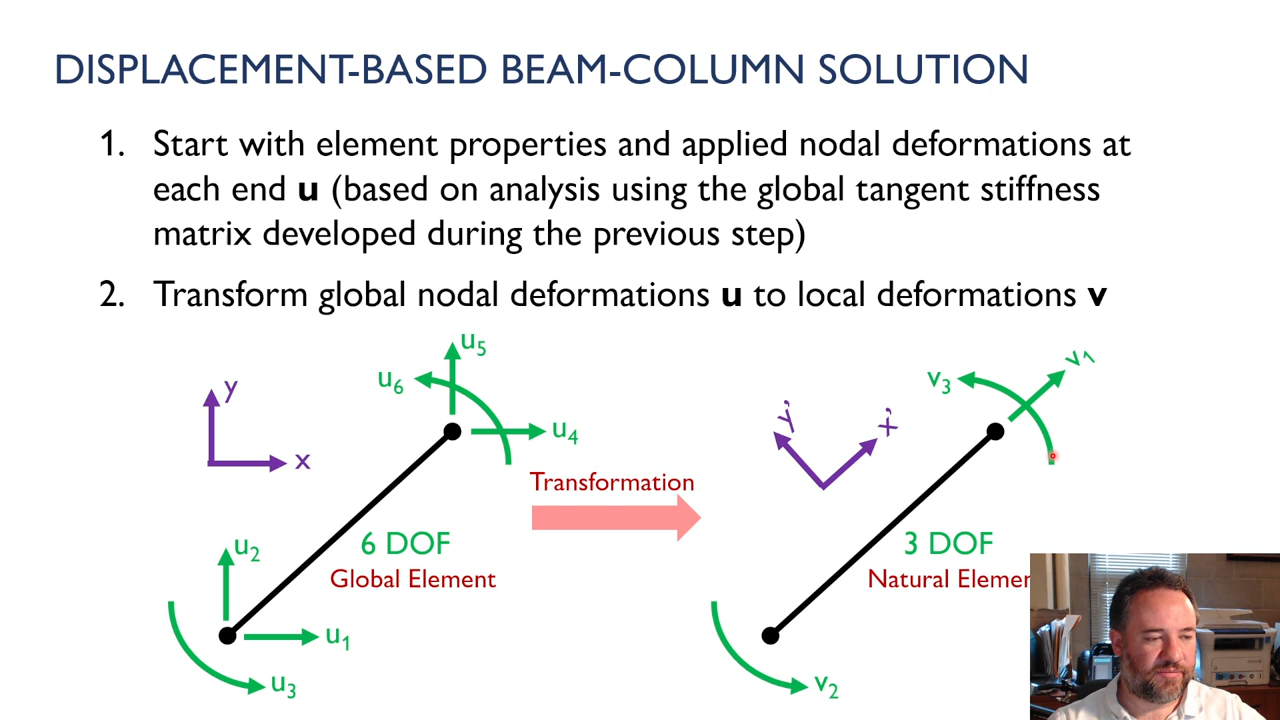 DISPLACEMENT-BASED BEAM-COLUMN SOLUTION
1. Start with element properties and applied nodal deformations at
each end u (based on analysis using the global tangent stiffness
matrix developed during the previous step)
2. Transform global nodal deformations u to local deformations v
u5
v1
u6
v3
y
y'
x'
u4
x
Transformation
u2
6 DOF
3 DOF
Global Element
Natural Elemen
u1
u3
v2